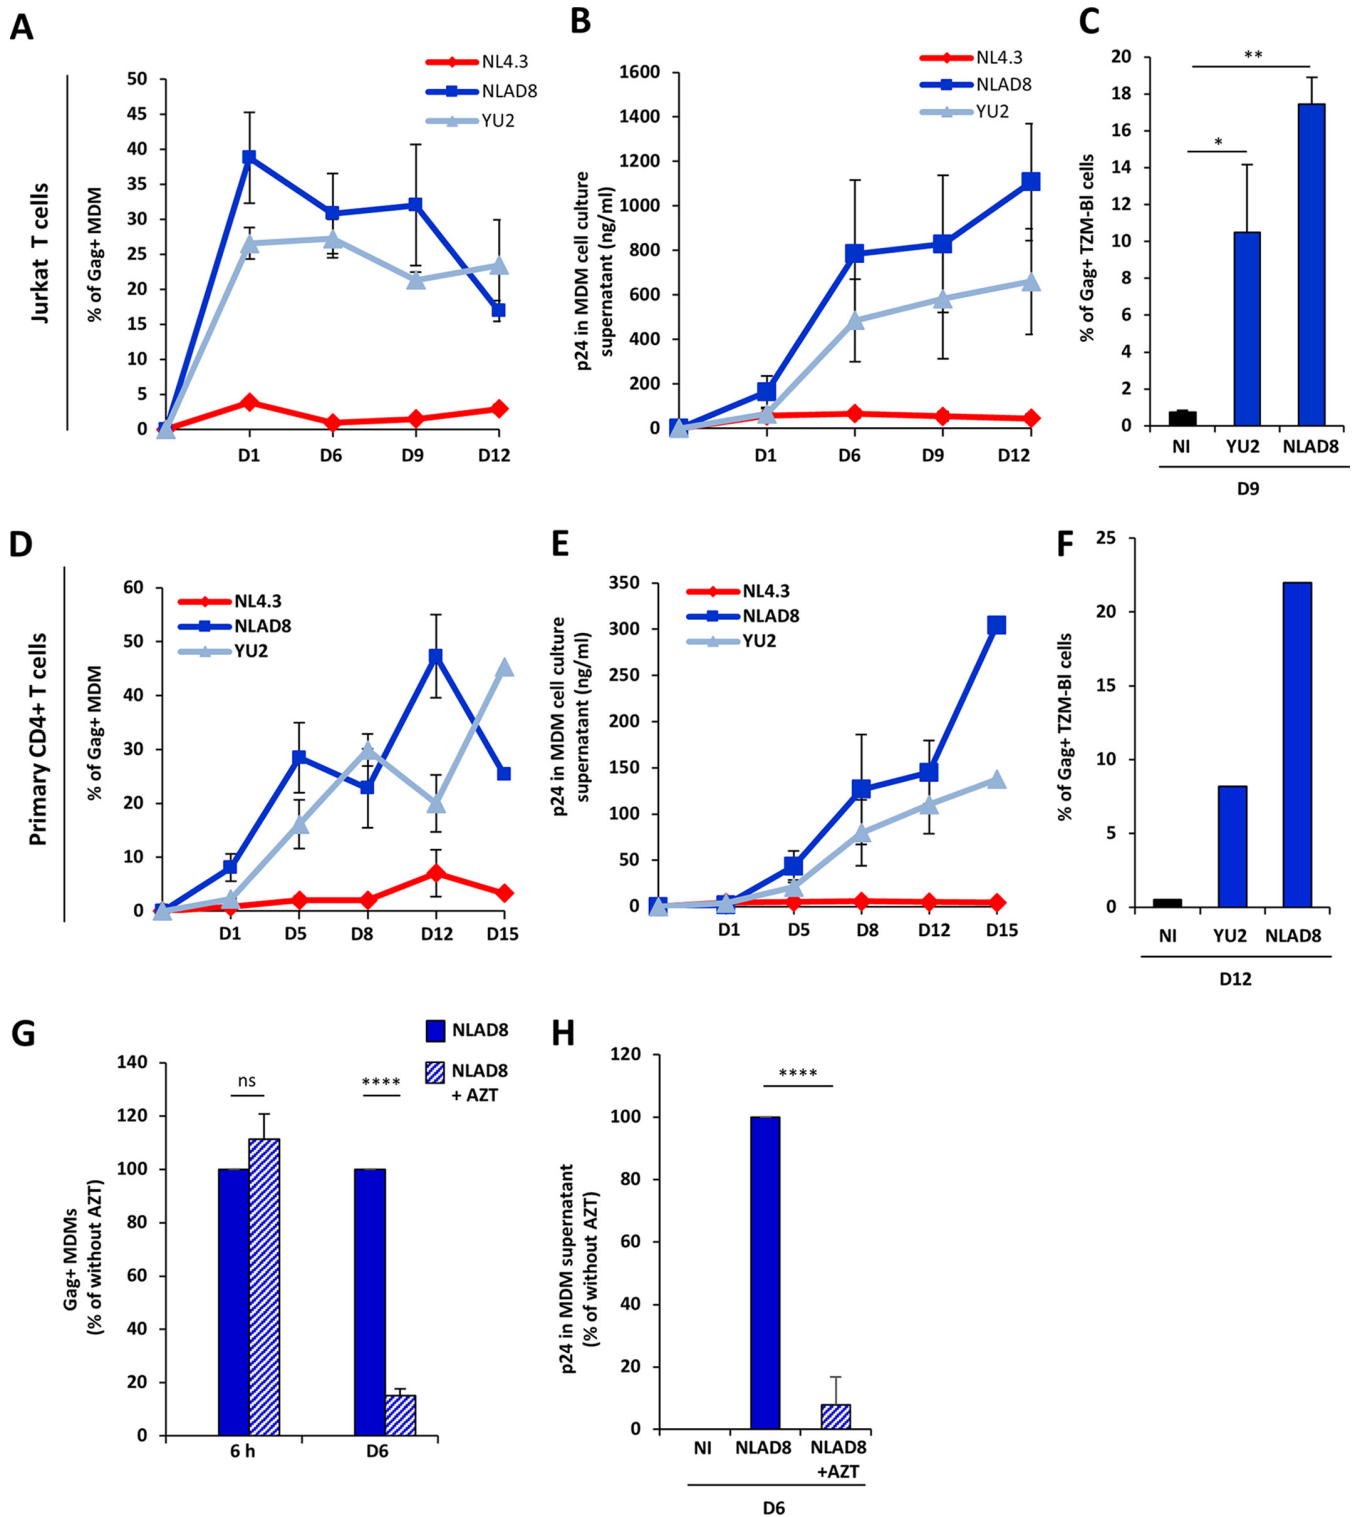 A
Jurkat T cells
% of Gag+ MDM
NL4.3
NLAD8
YU2
50
45
40
35
30
25
20
15
10
5
0
D1 D6 D9 D12
B
p24 in MDM cell culture
supernatant (ng/ml)
NL4.3
NLAD8
YU2
1600
1400
1200
1000
800
600
400
200
0
D1 D6 D9 D12
C
% of Gag+ TZM-Bl cells
20
18
16
14
12
10
8
6
4
2
0
**
*
NI YU2 NLAD8
D9
D
Primary CD4+ T cells
% of Gag+ MDM
NL4.3
NLAD8
YU2
60
50
40
30
20
10
0
D1 D5 D8 D12 D15
E
p24 in MDM cell culture
supernatant (ng/ml)
NL4.3
NLAD8
YU2
350
300
250
200
150
100
50
0
D1 D5 D8 D12 D15
F
% of Gag+ TZM-Bl cells
25
20
15
10
5
0
NI YU2 NLAD8
D12
G
NLAD8
NLAD8
+ AZT
Gag+ MDMs
(% of without AZT)
140
120
100
80
60
40
20
0
ns
****
6 h D6
H
p24 in MDM supernatant
(% of without AZT)
120
100
80
60
40
20
0
****
NI NLAD8 NLAD8
+AZT
D6